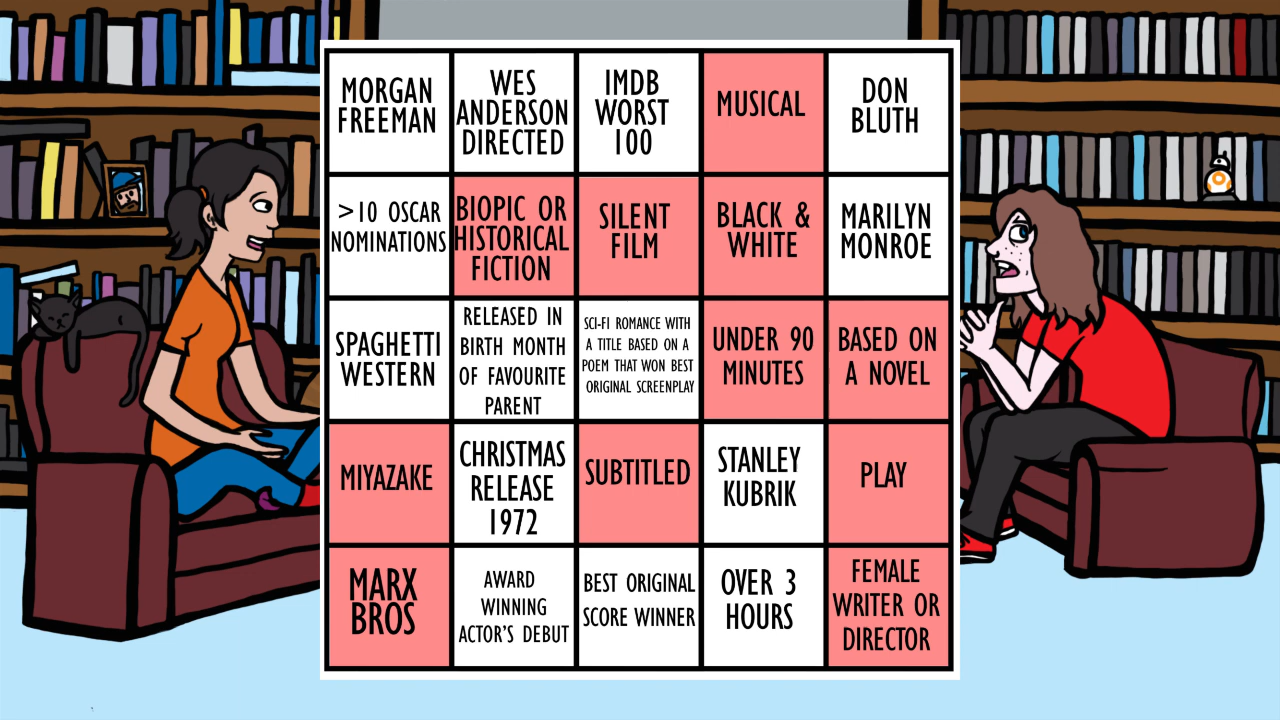 MORGAN
FREEMAN
WES
ANDERSON
DIRECTED
IMDB
WORST
100
MUSICAL
DON
BLUTH
>10 OSCAR
NOMINATIONS
BIOPIC OR
HISTORICAL
FICTION
SILENT
FILM
BLACK &
WHITE
MARILYN
MONROE
SPAGHETTI
WESTERN
RELEASED IN
BIRTH MONTH
OF FAVOURITE
PARENT
SCI-FI ROMANCE WITH
A TITLE BASED ON A
POEM THAT WON BEST
ORIGINAL SCREENPLAY
UNDER 90
MINUTES
BASED ON
A NOVEL
MIYAZAKE
CHRISTMAS
RELEASE
1972
SUBTITLED
STANLEY
KUBRIK
PLAY
MARX
BROS
AWARD
WINNING
ACTOR'S DEBUT
BEST ORIGINAL
SCORE WINNER
OVER 3
HOURS
FEMALE
WRITER OR
DIRECTOR